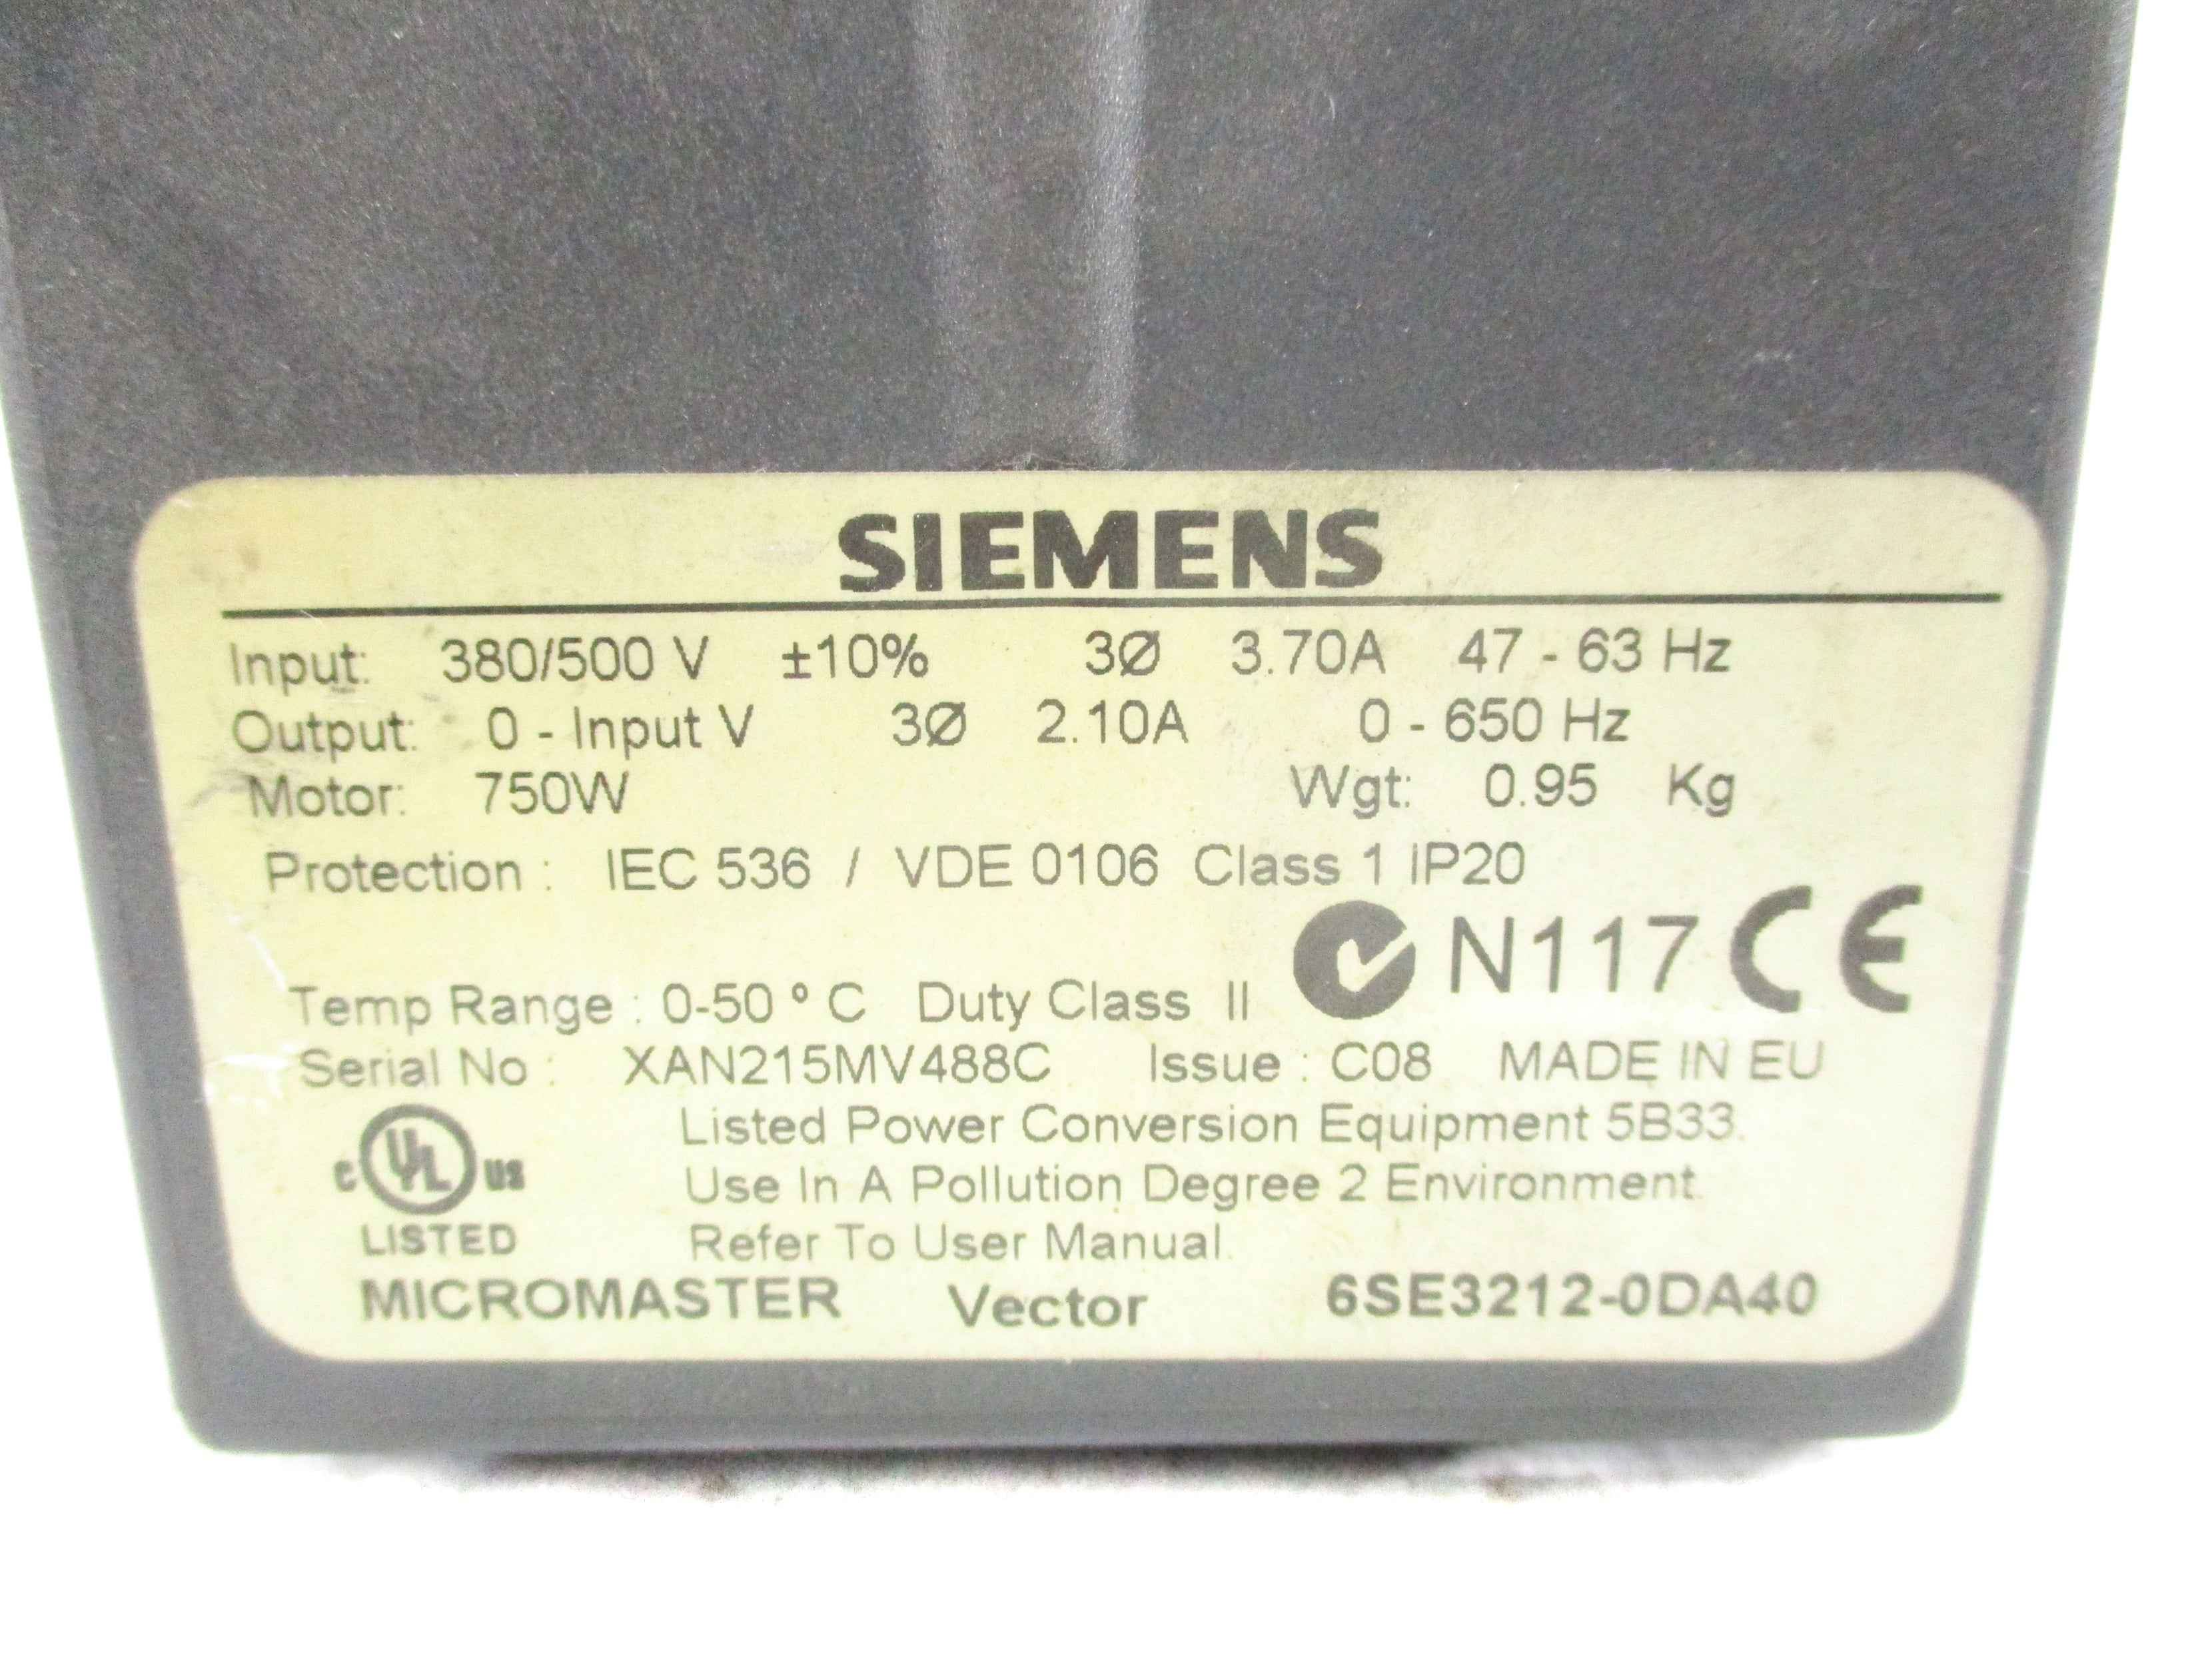 SIEMENS
Input: 380/500 V ±10% 3Ø 3.70A 47 - 63 Hz
Output: 0 - Input V 3Ø 2.10A 0 - 650 Hz
Motor: 750W Wgt: 0.95 Kg
Protection : IEC 536 / VDE 0106 Class 1 IP20
N117 CE
Temp Range : 0-50 ° C Duty Class II
Serial No : XAN215MV488C Issue : C08 MADE IN EU
Listed Power Conversion Equipment 5B33.
c UL us
Use In A Pollution Degree 2 Environment.
LISTED Refer To User Manual.
MICROMASTER Vector 6SE3212-0DA40